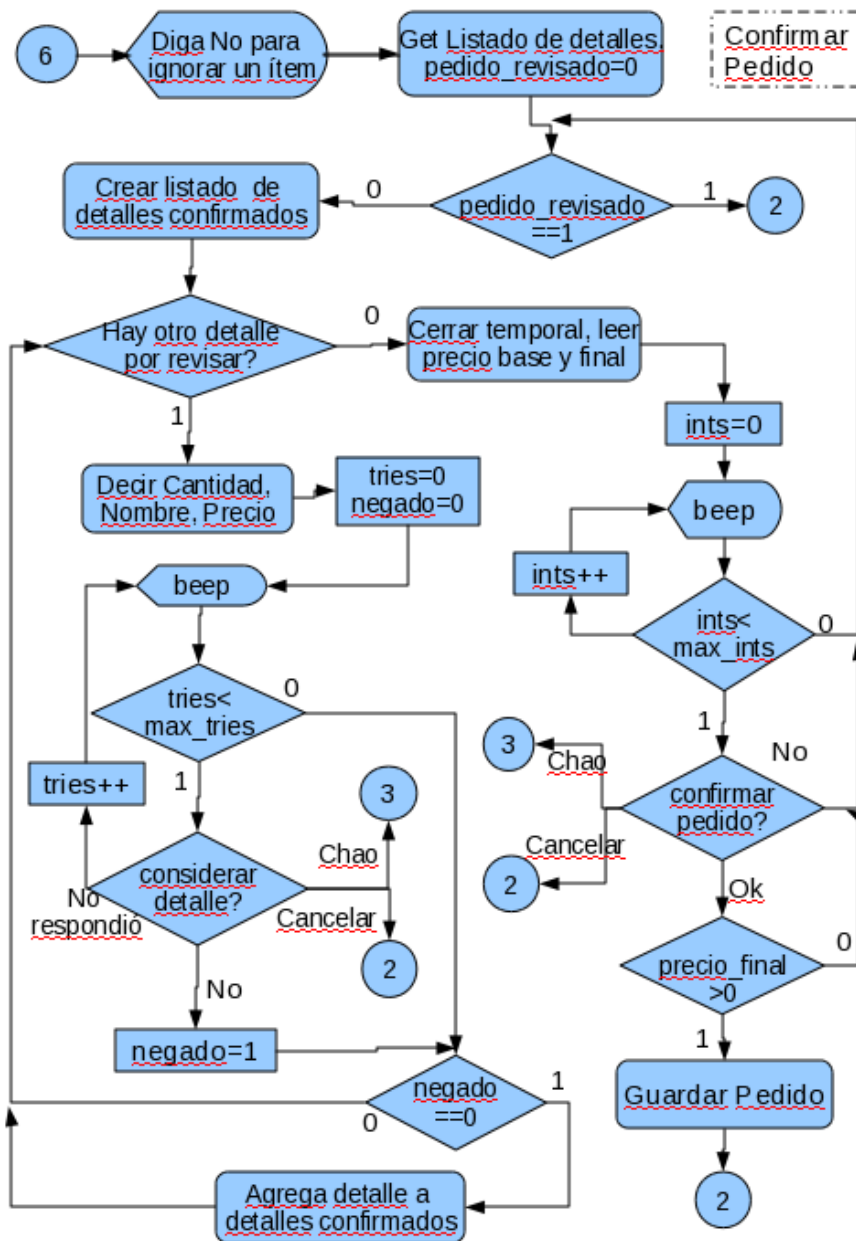 6
Diga No para
ignorar un ítem
Get Listado de detalles,
pedido_revisado=0
Confirmar
Pedido
Crear listado de
detalles confirmados
0
pedido_revisado
==1
1
2
Hay otro detalle
por revisar?
0
Cerrar temporal, leer
precio base y final
1
ints=0
Decir Cantidad,
Nombre, Precio
tries=0
negado=0
beep
ints++
beep
ints<
max_ints
0
1
tries<
max_tries
0
tries++
1
3
Chao
No
confirmar
pedido?
3
Chao
Cancelar
2
considerar
detalle?
No
respondió
Cancelar
2
Ok
No
precio_final
>0
0
1
negado=1
negado
==0
1
0
Guardar Pedido
Agrega detalle a
detalles confirmados
2